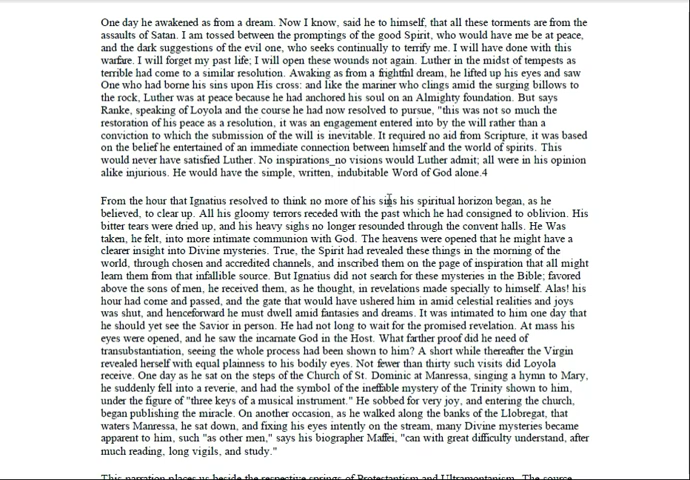 One day he awakened as from a dream. Now I know, said he to himself, that all these torments are from the
assaults of Satan. I am tossed between the promptings of the good Spirit, who would have me be at peace,
and the dark suggestions of the evil one, who seeks continually to terrify me. I will have done with this
warfare. I will forget my past life; I will open these wounds not again. Luther in the midst of tempests as
terrible had come to a similar resolution. Awaking as from a frightful dream, he lifted up his eyes and saw
One who had borne his sins upon His cross: and like the mariner who clings amid the surging billows to
the rock, Luther was at peace because he had anchored his soul on an Almighty foundation. But says
Ranke, speaking of Loyola and the course he had now resolved to pursue, "this was not so much the
restoration of his peace as a resolution, it was an engagement entered into by the will rather than a
conviction to which the submission of the will is inevitable. It required no aid from Scripture, it was based
on the belief he entertained of an immediate connection between himself and the world of spirits. This
would never have satisfied Luther. No inspirations_no visions would Luther admit; all were in his opinion
alike injurious. He would have the simple, written, indubitable Word of God alone.4
From the hour that Ignatius resolved to think no more of his sins his spiritual horizon began, as he
believed, to clear up. All his gloomy terrors receded with the past which he had consigned to oblivion. His
bitter tears were dried up, and his heavy sighs no longer resounded through the convent halls. He Was
taken, he felt, into more intimate communion with God. The heavens were opened that he might have a
clearer insight into Divine mysteries. True, the Spirit had revealed these things in the morning of the
world, through chosen and accredited channels, and inscribed them on the page of inspiration that all might
learn them from that infallible source. But Ignatius did not search for these mysteries in the Bible; favored
above the sons of men, he received them, as he thought, in revelations made specially to himself. Alas! his
hour had come and passed, and the gate that would have ushered him in amid celestial realities and joys
was shut, and henceforward he must dwell amid fantasies and dreams. It was intimated to him one day that
he should yet see the Savior in person. He had not long to wait for the promised revelation. At mass his
eyes were opened, and he saw the incarnate God in the Host. What farther proof did he need of
transubstantiation, seeing the whole process had been shown to him? A short while thereafter the Virgin
revealed herself with equal plainness to his bodily eyes. Not fewer than thirty such visits did Loyola
receive. One day as he sat on the steps of the Church of St. Dominic at Manressa, singing a hymn to Mary,
he suddenly fell into a reverie, and had the symbol of the ineffable mystery of the Trinity shown to him,
under the figure of "three keys of a musical instrument." He sobbed for very joy, and entering the church,
began publishing the miracle. On another occasion, as he walked along the banks of the Llobregat, that
waters Manressa, he sat down, and fixing his eyes intently on the stream, many Divine mysteries became
apparent to him, such "as other men," says his biographer Maffei, "can with great difficulty understand, after
much reading, long vigils, and study."
This narration places us beside the respective springs of Protestantism and Ultramontanism. The source